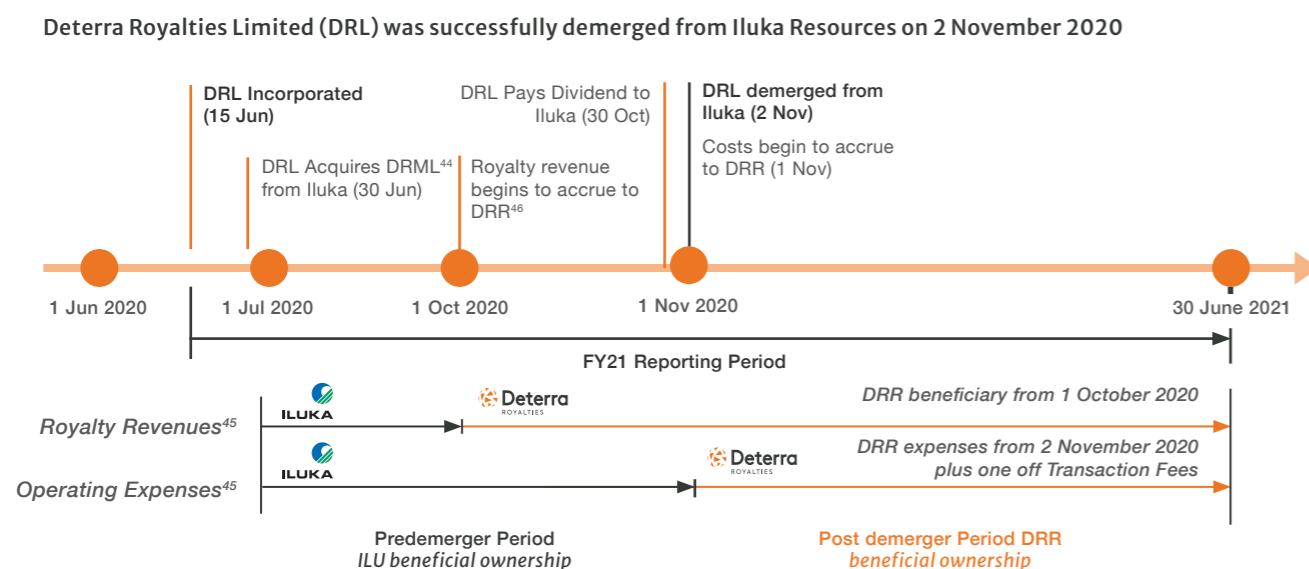 Deterra Royalties Limited (DRL) was successfully demerged from Iluka Resources on 2 November 2020
DRL Incorporated
(15 Jun)
DRL Acquires DRML⁴⁴
from Iluka (30 Jun)
DRL Pays Dividend to
Iluka (30 Oct)
Royalty revenue
begins to accrue to
DRR⁴⁶
DRL demerged from
Iluka (2 Nov)
Costs begin to accrue
to DRR (1 Nov)
1 Jun 2020
1 Jul 2020
1 Oct 2020
1 Nov 2020
30 June 2021
FY21 Reporting Period
Royalty Revenues⁴⁵
ILUKA
Deterra
ROYALTIES
DRR beneficiary from 1 October 2020
Operating Expenses⁴⁵
ILUKA
Deterra
ROYALTIES
DRR expenses from 2 November 2020
plus one off Transaction Fees
Predemerger Period
ILU beneficial ownership
Post demerger Period DRR
beneficial ownership